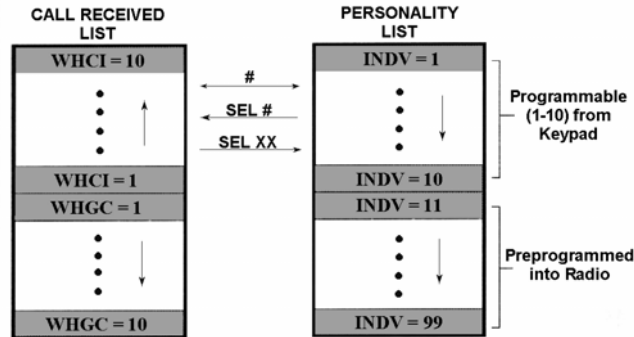 CALL RECEIVED
LIST
WHCI = 10
WHCI = 1
WHGC = 1
WHGC = 10
#
SEL #
SEL XX
PERSONALITY
LIST
INDV = 1
INDV = 10
INDV = 11
INDV = 99
Programmable
(1-10) from
Keypad
Preprogrammed
into Radio